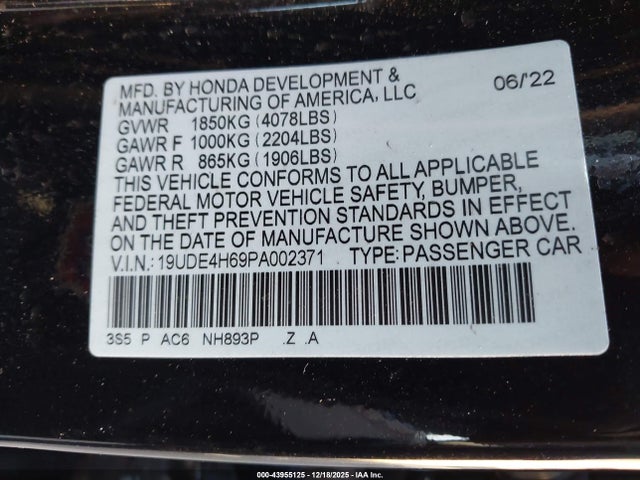 MFD. BY HONDA DEVELOPMENT &
MANUFACTURING OF AMERICA, LLC 06/'22
GVWR 1850KG (4078LBS)
GAWR F 1000KG (2204LBS)
GAWR R 865KG (1906LBS)
THIS VEHICLE CONFORMS TO ALL APPLICABLE
FEDERAL MOTOR VEHICLE SAFETY, BUMPER,
AND THEFT PREVENTION STANDARDS IN EFFECT
ON THE DATE OF MANUFACTURE SHOWN ABOVE.
V.I.N.: 19UDE4H69PA002371 TYPE: PASSENGER CAR
3S5 P AC6 NH893P .Z .A
000-43955125 - 12/18/2025 - IAA Inc.